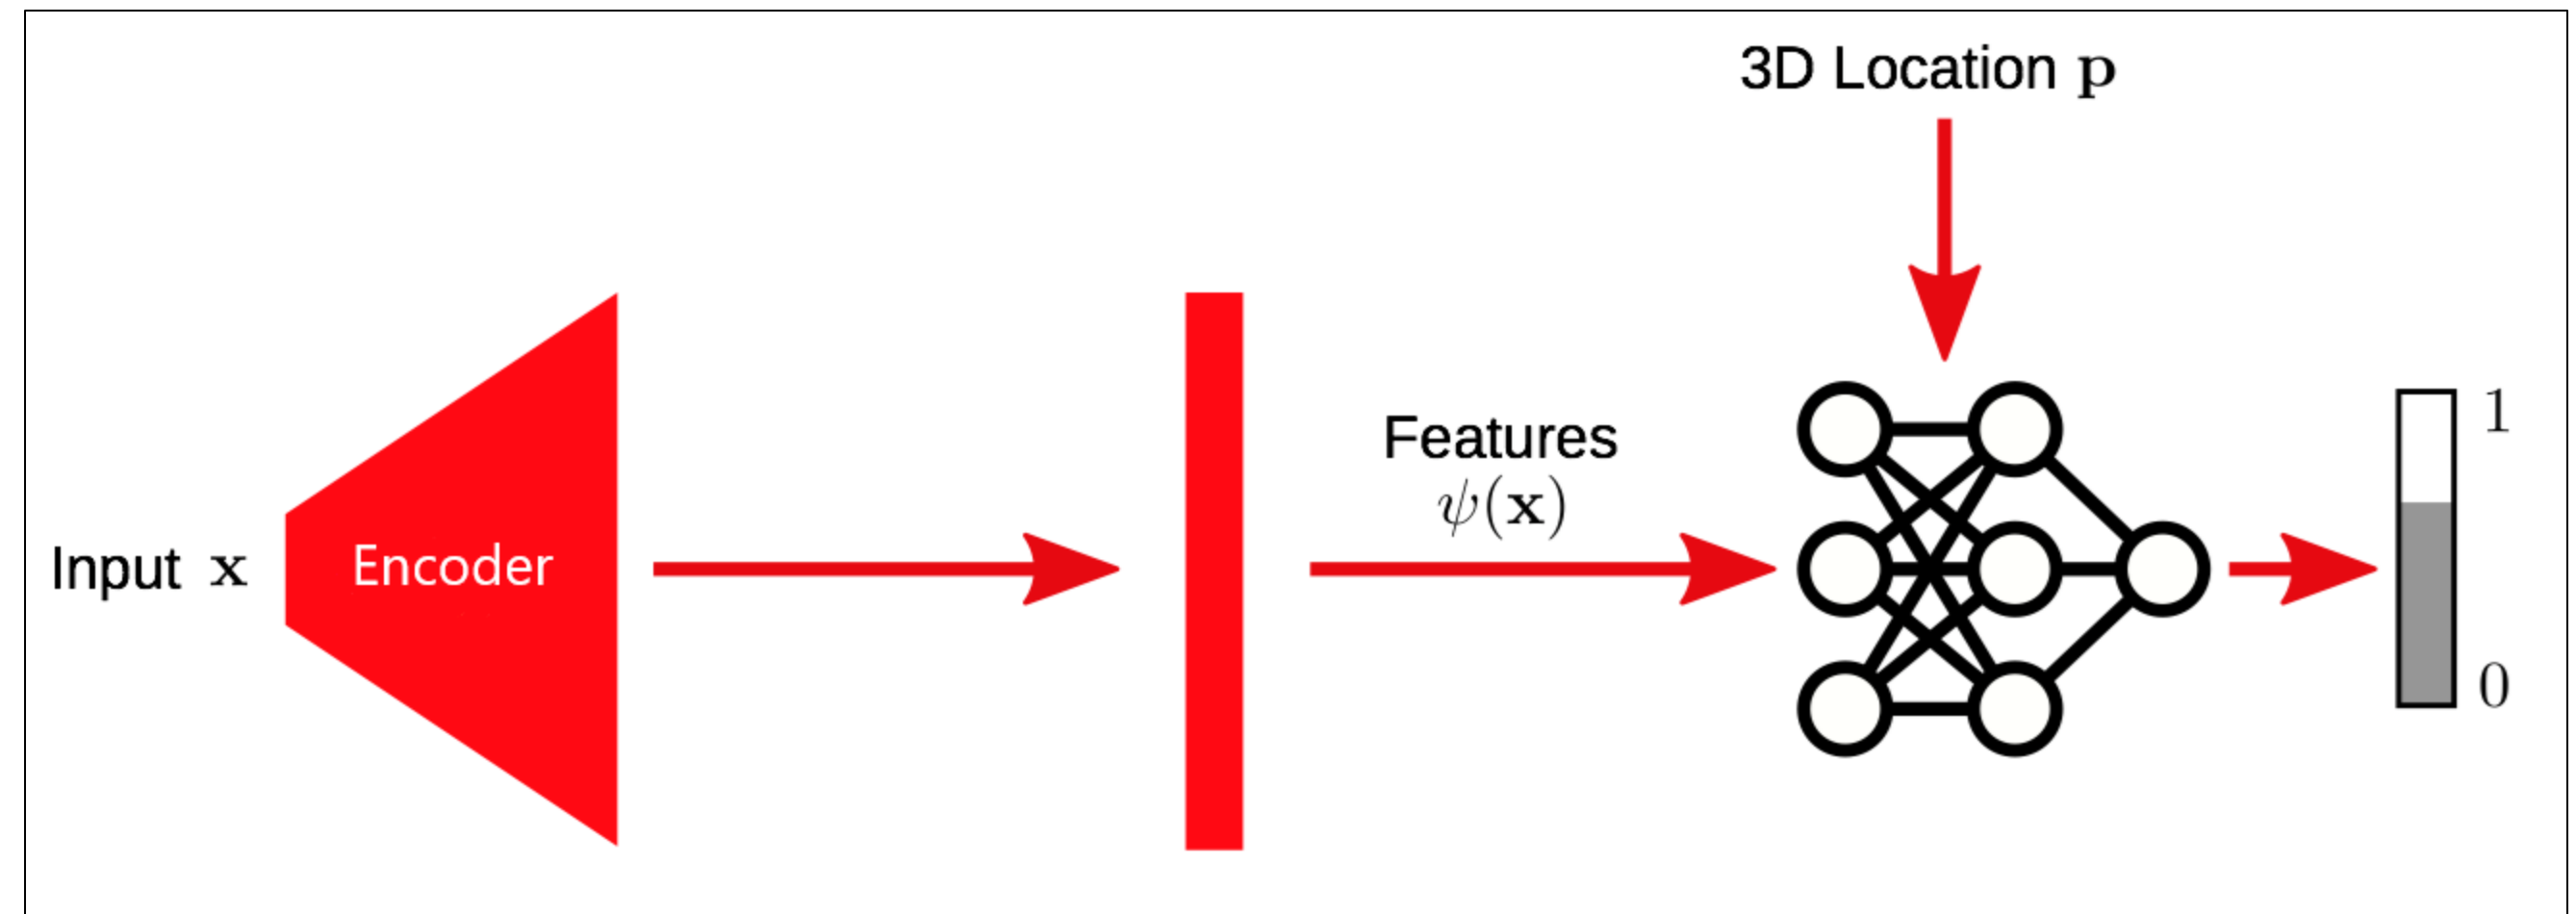 3D Location p
Features
ψ(x)
Input x
Encoder
1
0